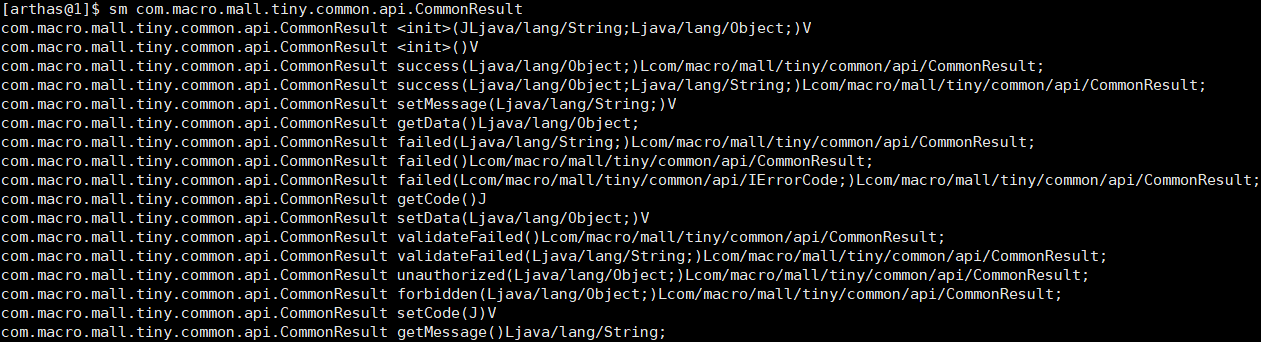 [arthas@1]$ sm com.macro.mall.tiny.common.api.CommonResult
com.macro.mall.tiny.common.api.CommonResult <init>(JLjava/lang/String;Ljava/lang/Object;)V
com.macro.mall.tiny.common.api.CommonResult <init>()V
com.macro.mall.tiny.common.api.CommonResult success(Ljava/lang/Object;)Lcom/macro/mall/tiny/common/api/CommonResult;
com.macro.mall.tiny.common.api.CommonResult success(Ljava/lang/Object;Ljava/lang/String;)Lcom/macro/mall/tiny/common/api/CommonResult;
com.macro.mall.tiny.common.api.CommonResult setMessage(Ljava/lang/String;)V
com.macro.mall.tiny.common.api.CommonResult getData()Ljava/lang/Object;
com.macro.mall.tiny.common.api.CommonResult failed(Ljava/lang/String;)Lcom/macro/mall/tiny/common/api/CommonResult;
com.macro.mall.tiny.common.api.CommonResult failed()Lcom/macro/mall/tiny/common/api/CommonResult;
com.macro.mall.tiny.common.api.CommonResult failed(Lcom/macro/mall/tiny/common/api/IErrorCode;)Lcom/macro/mall/tiny/common/api/CommonResult;
com.macro.mall.tiny.common.api.CommonResult getCode()J
com.macro.mall.tiny.common.api.CommonResult setData(Ljava/lang/Object;)V
com.macro.mall.tiny.common.api.CommonResult validateFailed()Lcom/macro/mall/tiny/common/api/CommonResult;
com.macro.mall.tiny.common.api.CommonResult validateFailed(Ljava/lang/String;)Lcom/macro/mall/tiny/common/api/CommonResult;
com.macro.mall.tiny.common.api.CommonResult unauthorized(Ljava/lang/Object;)Lcom/macro/mall/tiny/common/api/CommonResult;
com.macro.mall.tiny.common.api.CommonResult forbidden(Ljava/lang/Object;)Lcom/macro/mall/tiny/common/api/CommonResult;
com.macro.mall.tiny.common.api.CommonResult setCode(J)V
com.macro.mall.tiny.common.api.CommonResult getMessage()Ljava/lang/String;